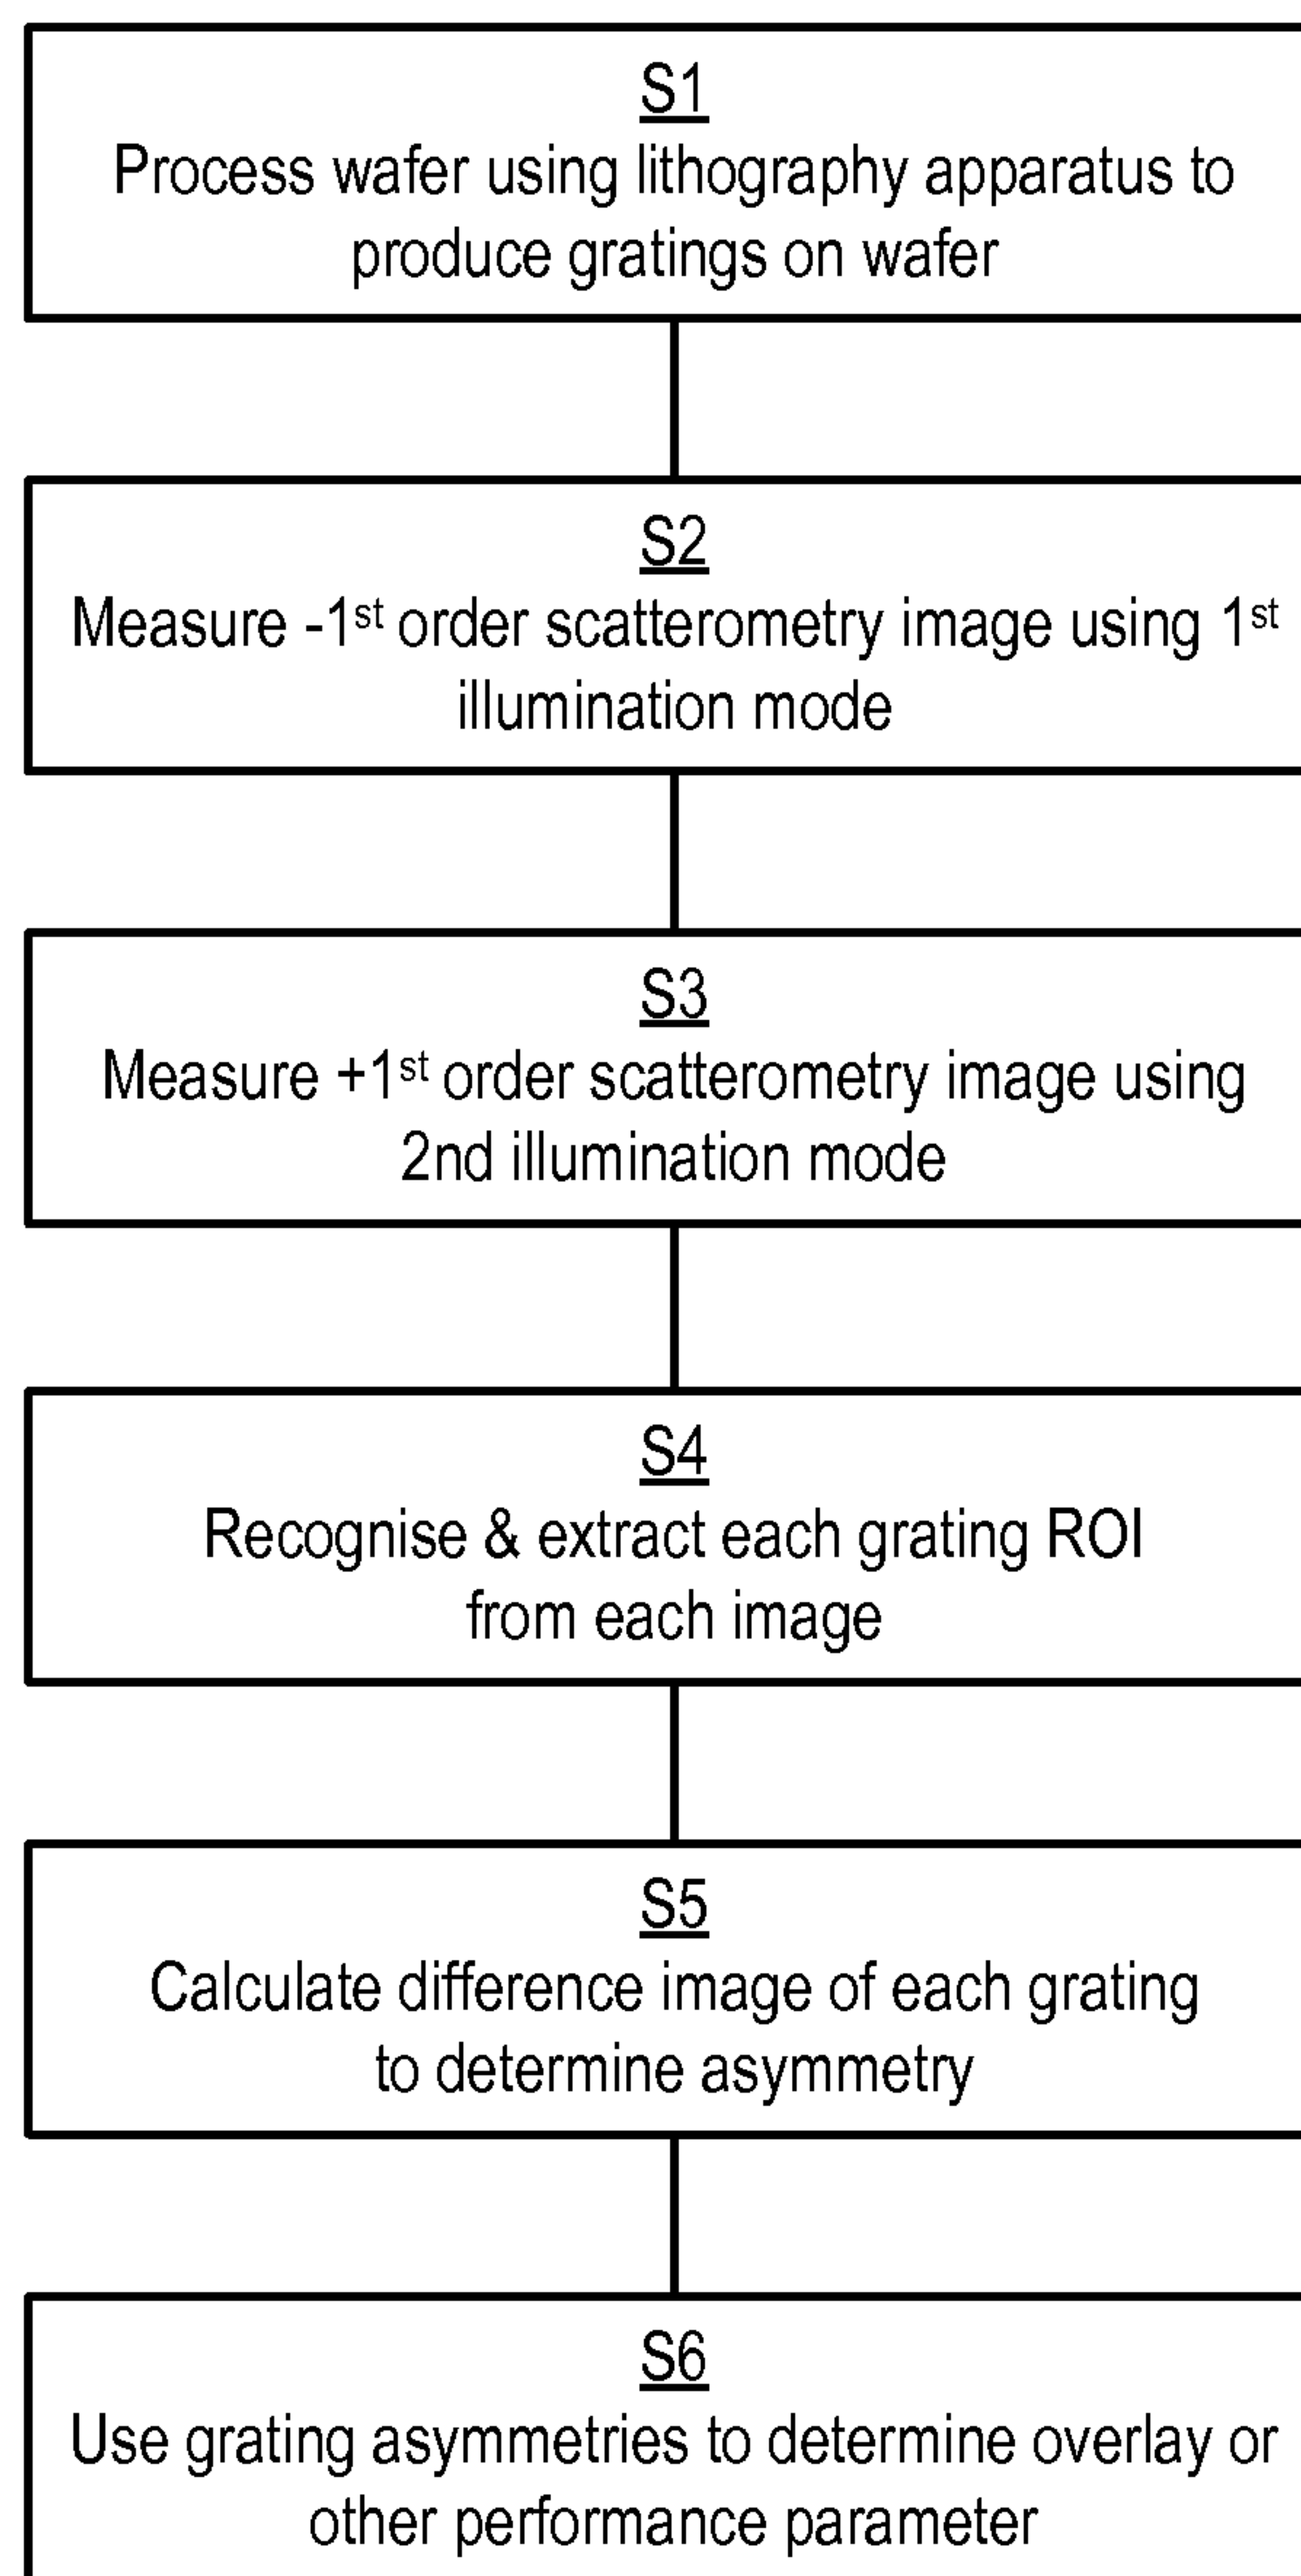 S1
Process wafer using lithography apparatus to
produce gratings on wafer
S2
Measure -1st order scatterometry image using 1st
illumination mode
S3
Measure +1st order scatterometry image using
2nd illumination mode
S4
Recognise & extract each grating ROI
from each image
S5
Calculate difference image of each grating
to determine asymmetry
S6
Use grating asymmetries to determine overlay or
other performance parameter